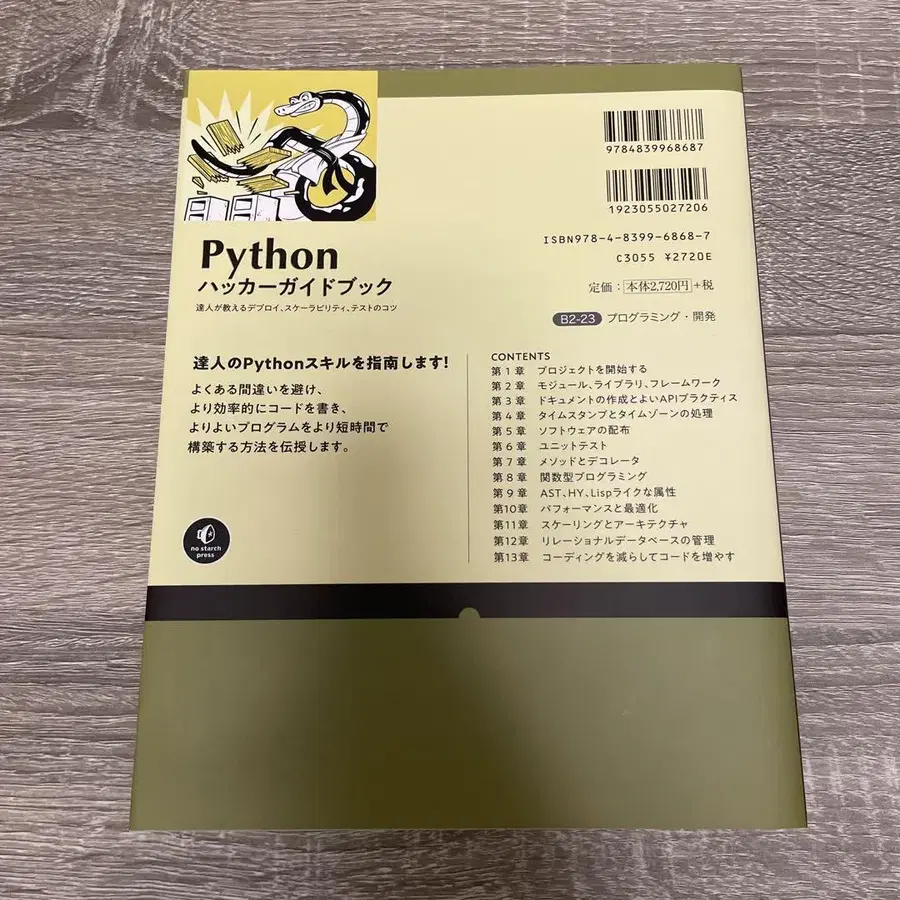 9784839968687
1923055027206
ISBN978-4-8399-6868-7
C3055 ¥2720E
定価：本体2,720円+税
B2-23 プログラミング・開発
Python
ハッカーガイドブック
達人が教えるデプロイ、スケーラビリティ、テストのコツ
達人のPythonスキルを指南します!
よくある間違いを避け、
より効率的にコードを書き、
よりよいプログラムをより短時間で
構築する方法を伝授します。
no starch
press
CONTENTS
第1章 プロジェクトを開始する
第2章 モジュール、ライブラリ、フレームワーク
第3章 ドキュメントの作成とよいAPIプラクティス
第4章 タイムスタンプとタイムゾーンの処理
第5章 ソフトウェアの配布
第6章 ユニットテスト
第7章 メソッドとデコレータ
第8章 関数型プログラミング
第9章 AST、HY、Lispライクな属性
第10章 パフォーマンスと最適化
第11章 スケーリングとアーキテクチャ
第12章 リレーショナルデータベースの管理
第13章 コーディングを減らしてコードを増やす